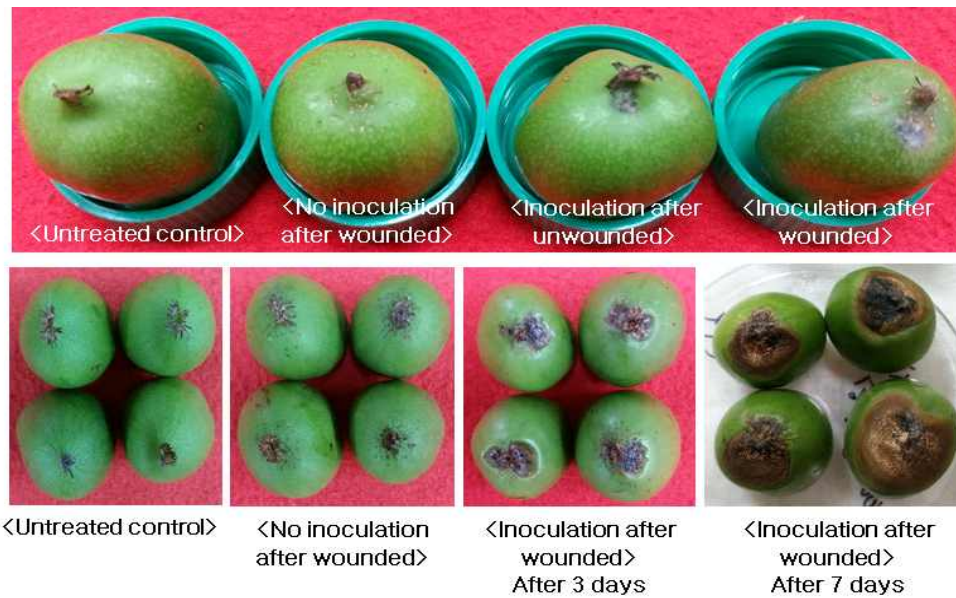 <Untreated control>
<No inoculation
after wounded>
<Inoculation after
unwounded>
<Inoculation after
wounded>
<Untreated control>
<No inoculation
after wounded>
<Inoculation after
wounded>
After 3 days
<Inoculation after
wounded>
After 7 days